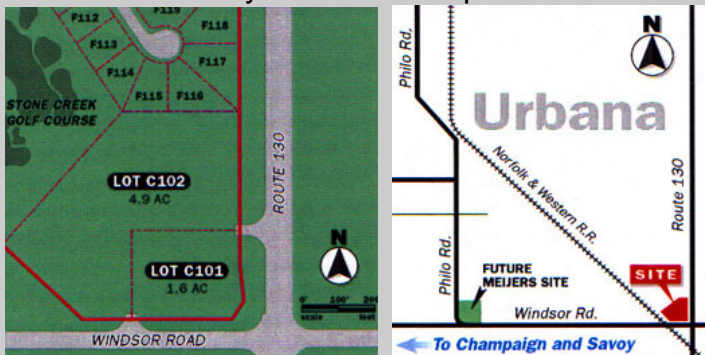 F112
F118
F113
F117
F114
F115
F116
STONE CREEK
GOLF COURSE
LOT C102
4.9 AC
ROUTE 130
LOT C101
1.6 AC
N
0' 100' 200
scale feet
WINDSOR ROAD
N
Philo Rd.
Urbana
Norfolk & Western R.R.
Route 130
Philo Rd.
FUTURE
MEIJERS SITE
SITE
Windsor Rd.
To Champaign and Savoy